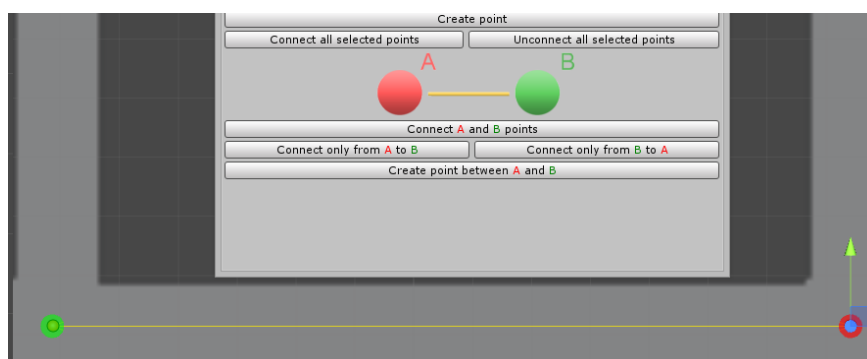 Create point
Connect all selected points Unconnect all selected points
A B
Connect A and B points
Connect only from A to B Connect only from B to A
Create point between A and B